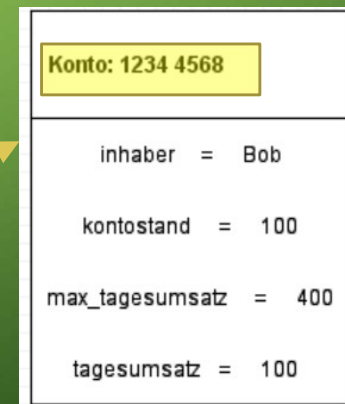 Konto: 1234 4568
inhaber = Bob
kontostand = 100
max_tagesumsatz = 400
tagesumsatz = 100